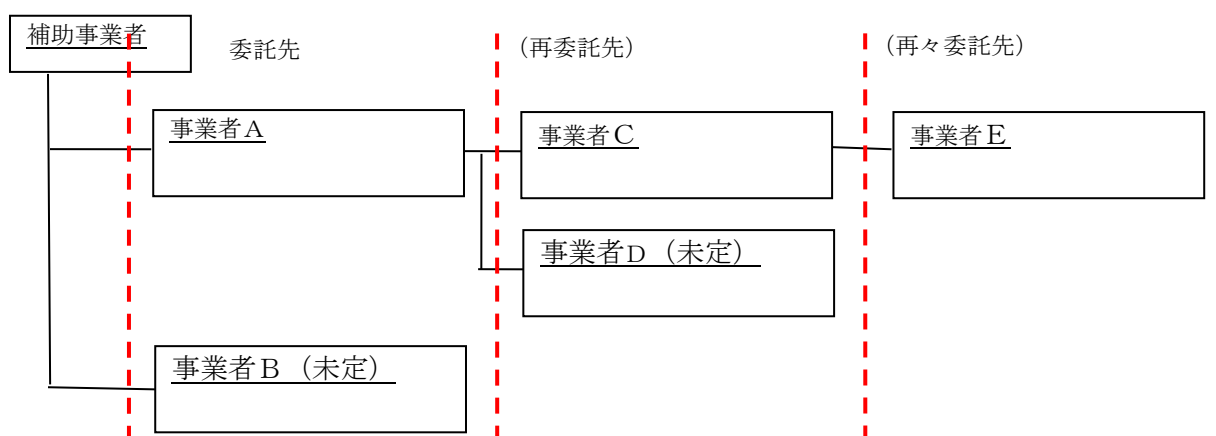 補助事業者
委託先
（再委託先）
（再々委託先）
事業者Ａ
事業者Ｃ
事業者Ｅ
事業者D（未定）
事業者Ｂ（未定）